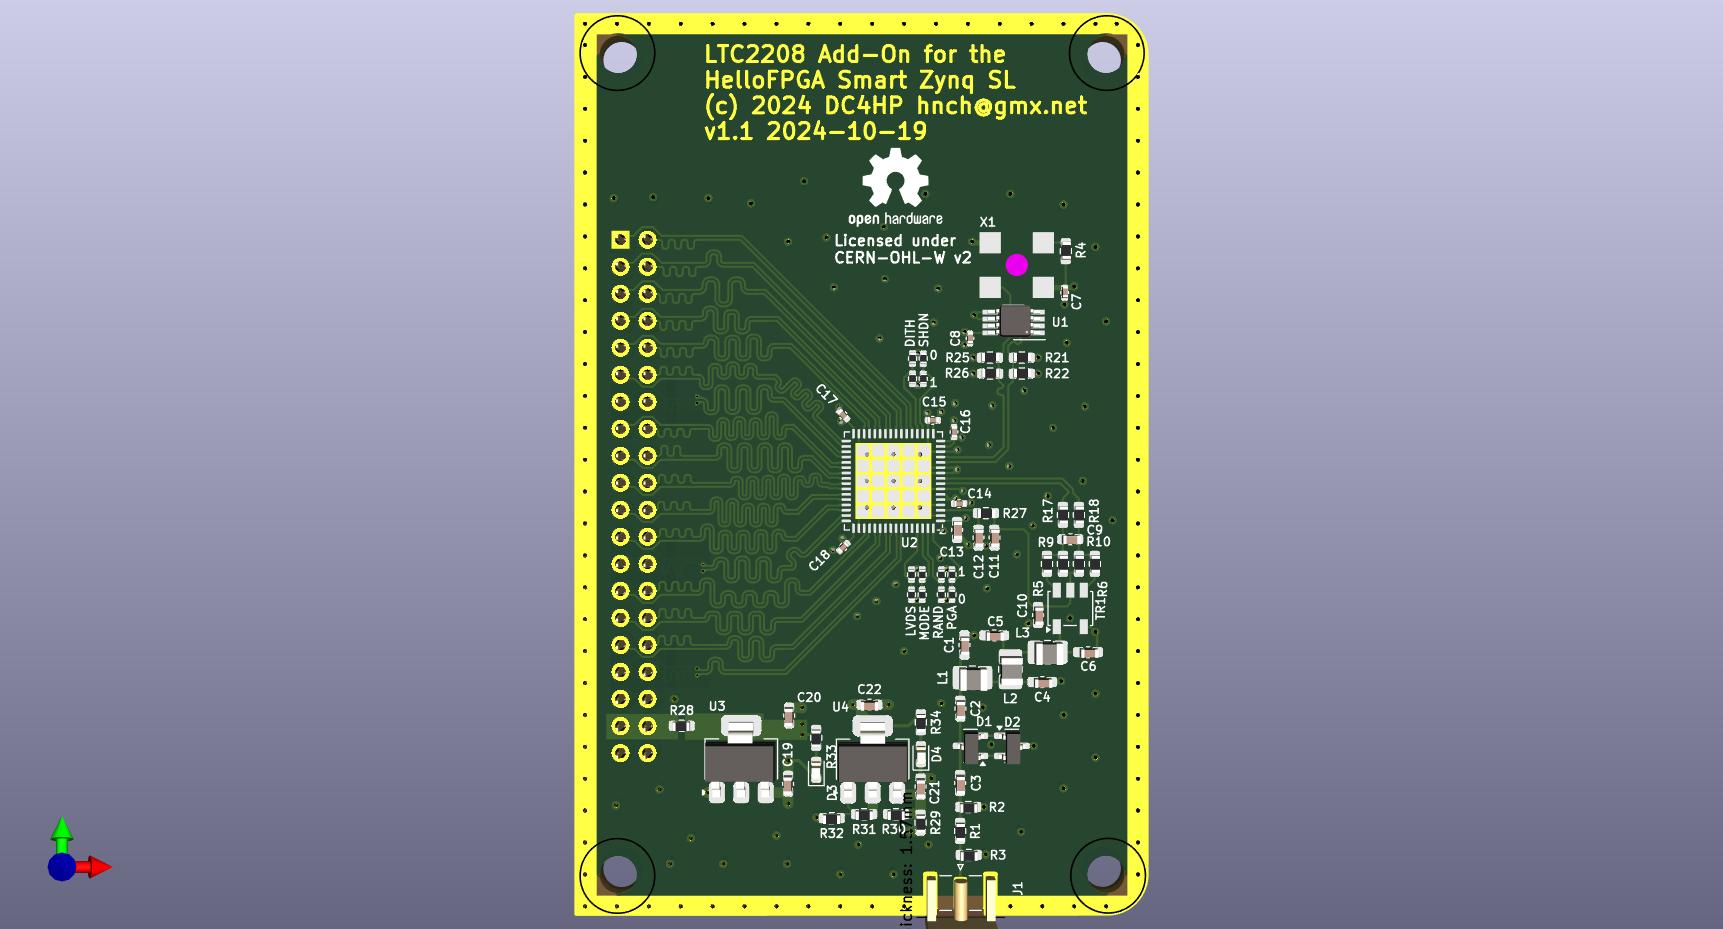 LTC2208 Add-On for the
HelloFPGA Smart Zynq SL
(c) 2024 DC4HP hnch@gmx.net
v1.1 2024-10-19
open hardware
Licensed under
CERN-OHL-W v2
X1
R4
C7
U1
DITH
SHDN
C8
0
1
R25
R21
R26
R22
C17
C15
C16
C14
R27
R17
R18
C9
R9
R10
U2
C13
C12
C11
C18
1
0
LVDS
MODE
RAND
PGA
R5
C10
TR1
R6
C1
C5
L3
C6
L1
L2
C4
R28
U3
C20
U4
C22
R34
C2
D1
D2
C19
R33
D3
D4
C21
C3
R2
R32
R31
R30
R29
R1
R3
J1